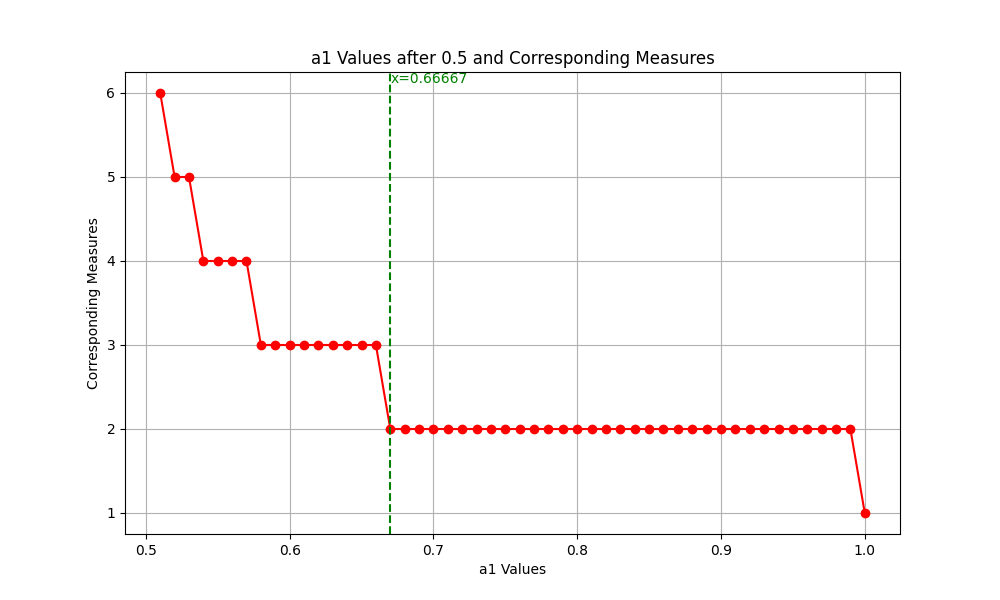 a1 Values after 0.5 and Corresponding Measures
x=0.66667
6
5
4
3
2
1
Corresponding Measures
0.5 0.6 0.7 0.8 0.9 1.0
a1 Values